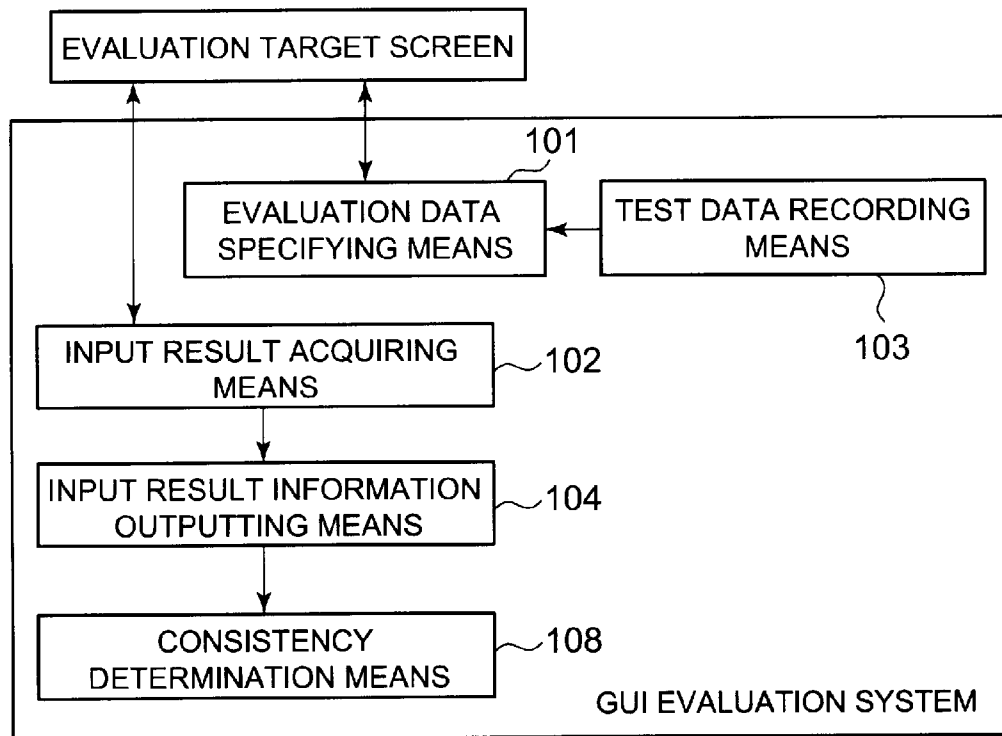 EVALUATION TARGET SCREEN
101
EVALUATION DATA
SPECIFYING MEANS
TEST DATA RECORDING
MEANS
103
INPUT RESULT ACQUIRING
MEANS
102
INPUT RESULT INFORMATION
OUTPUTTING MEANS
104
CONSISTENCY
DETERMINATION MEANS
108
GUI EVALUATION SYSTEM